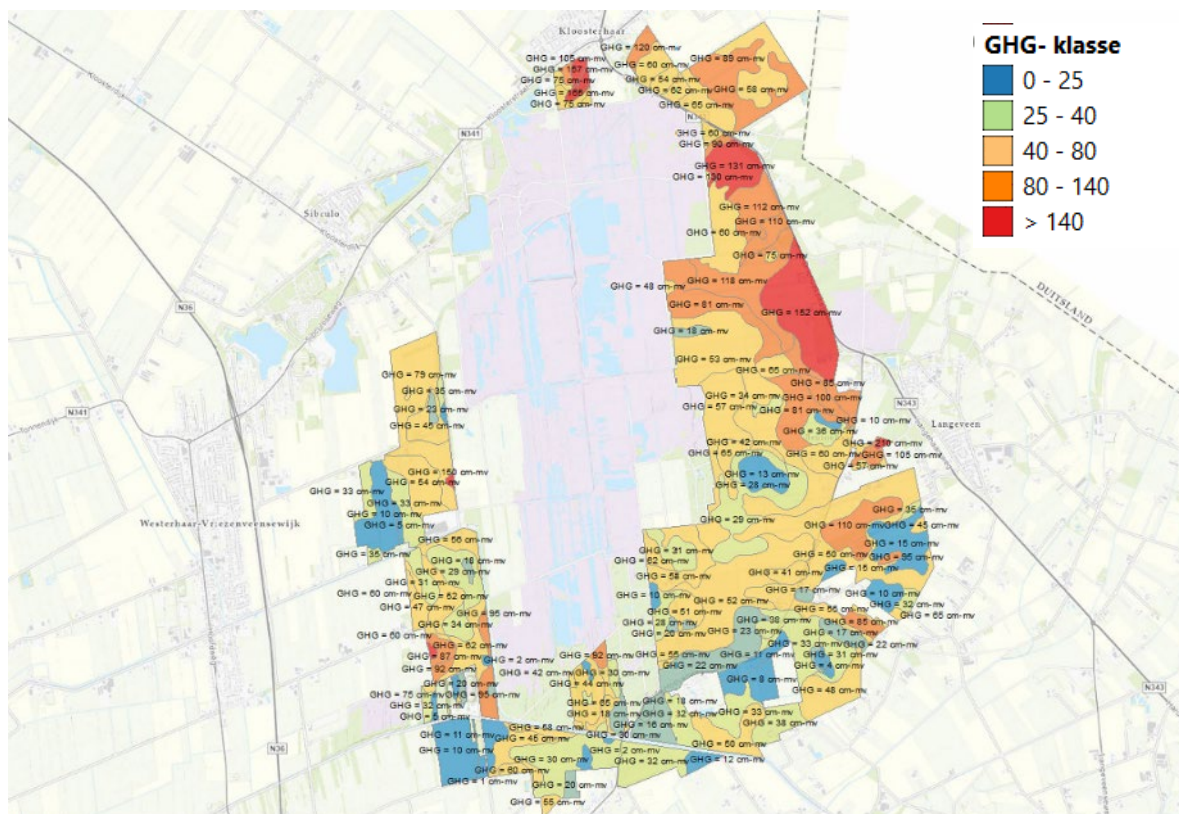 GHG- klasse
0 - 25
25 - 40
40 - 80
80 - 140
> 140
Kloosterhaar
GHG = 120 cm-mv
GHG = 89 cm-mv
GHG = 60 cm-mv
GHG = 167 cm-mv
GHG = 75 cm-mv
GHG = 54 cm-mv
GHG = 62 cm-mv
GHG = 58 cm-mv
GHG = 75 cm-mv
GHG = 65 cm-mv
N341
GHG = 60 cm-mv
GHG = 90 cm-mv
GHG = 131 cm-mv
GHG = 130 cm-mv
Sibculo
GHG = 112 cm-mv
GHG = 110 cm-mv
GHG = 60 cm-mv
GHG = 75 cm-mv
GHG = 118 cm-mv
GHG = 48 cm-mv
DUITSLAND
N36
GHG = 81 cm-mv
GHG = 152 cm-mv
GHG = 18 cm-mv
GHG = 53 cm-mv
GHG = 79 cm-mv
GHG = 65 cm-mv
GHG = 85 cm-mv
GHG = 35 cm-mv
GHG = 34 cm-mv
GHG = 100 cm-mv
N343
GHG = 23 cm-mv
GHG = 57 cm-mv
GHG = 81 cm-mv
N341
GHG = 10 cm-mv
Langeveen
GHG = 45 cm-mv
GHG = 36 cm-mv
GHG = 42 cm-mv
GHG = 65 cm-mv
GHG = 60 cm-mv
GHG = 105 cm-mv
GHG = 57 cm-mv
GHG = 150 cm-mv
GHG = 13 cm-mv
GHG = 54 cm-mv
GHG = 28 cm-mv
GHG = 33 cm-mv
GHG = 33 cm-mv
GHG = 10 cm-mv
GHG = 35 cm-mv
Westerhaar-Vriezenveensewijk
GHG = 5 cm-mv
GHG = 29 cm-mv
GHG = 110 cm-mv
GHG = 45 cm-mv
GHG = 56 cm-mv
GHG = 15 cm-mv
GHG = 35 cm-mv
GHG = 31 cm-mv
GHG = 50 cm-mv
GHG = 18 cm-mv
GHG = 62 cm-mv
GHG = 15 cm-mv
GHG = 29 cm-mv
GHG = 58 cm-mv
GHG = 41 cm-mv
GHG = 31 cm-mv
GHG = 60 cm-mv
GHG = 52 cm-mv
GHG = 10 cm-mv
GHG = 17 cm-mv
GHG = 10 cm-mv
GHG = 47 cm-mv
GHG = 52 cm-mv
GHG = 32 cm-mv
GHG = 95 cm-mv
GHG = 51 cm-mv
GHG = 56 cm-mv
GHG = 65 cm-mv
GHG = 34 cm-mv
GHG = 28 cm-mv
GHG = 38 cm-mv
GHG = 85 cm-mv
GHG = 60 cm-mv
GHG = 20 cm-mv
GHG = 23 cm-mv
GHG = 17 cm-mv
GHG = 62 cm-mv
GHG = 33 cm-mv
GHG = 22 cm-mv
GHG = 87 cm-mv
GHG = 2 cm-mv
GHG = 92 cm-mv
GHG = 55 cm-mv
GHG = 11 cm-mv
GHG = 31 cm-mv
GHG = 92 cm-mv
GHG = 42 cm-mv
GHG = 30 cm-mv
GHG = 22 cm-mv
GHG = 4 cm-mv
GHG = 20 cm-mv
GHG = 44 cm-mv
GHG = 8 cm-mv
GHG = 75 cm-mv
GHG = 95 cm-mv
GHG = 48 cm-mv
N343
GHG = 32 cm-mv
GHG = 65 cm-mv
GHG = 18 cm-mv
GHG = 18 cm-mv
GHG = 32 cm-mv
GHG = 33 cm-mv
GHG = 16 cm-mv
GHG = 38 cm-mv
GHG = 58 cm-mv
GHG = 11 cm-mv
GHG = 45 cm-mv
GHG = 30 cm-mv
N36
GHG = 10 cm-mv
GHG = 2 cm-mv
GHG = 50 cm-mv
GHG = 30 cm-mv
GHG = 32 cm-mv
GHG = 12 cm-mv
GHG = 60 cm-mv
GHG = 1 cm-mv
GHG = 20 cm-mv
GHG = 55 cm-mv